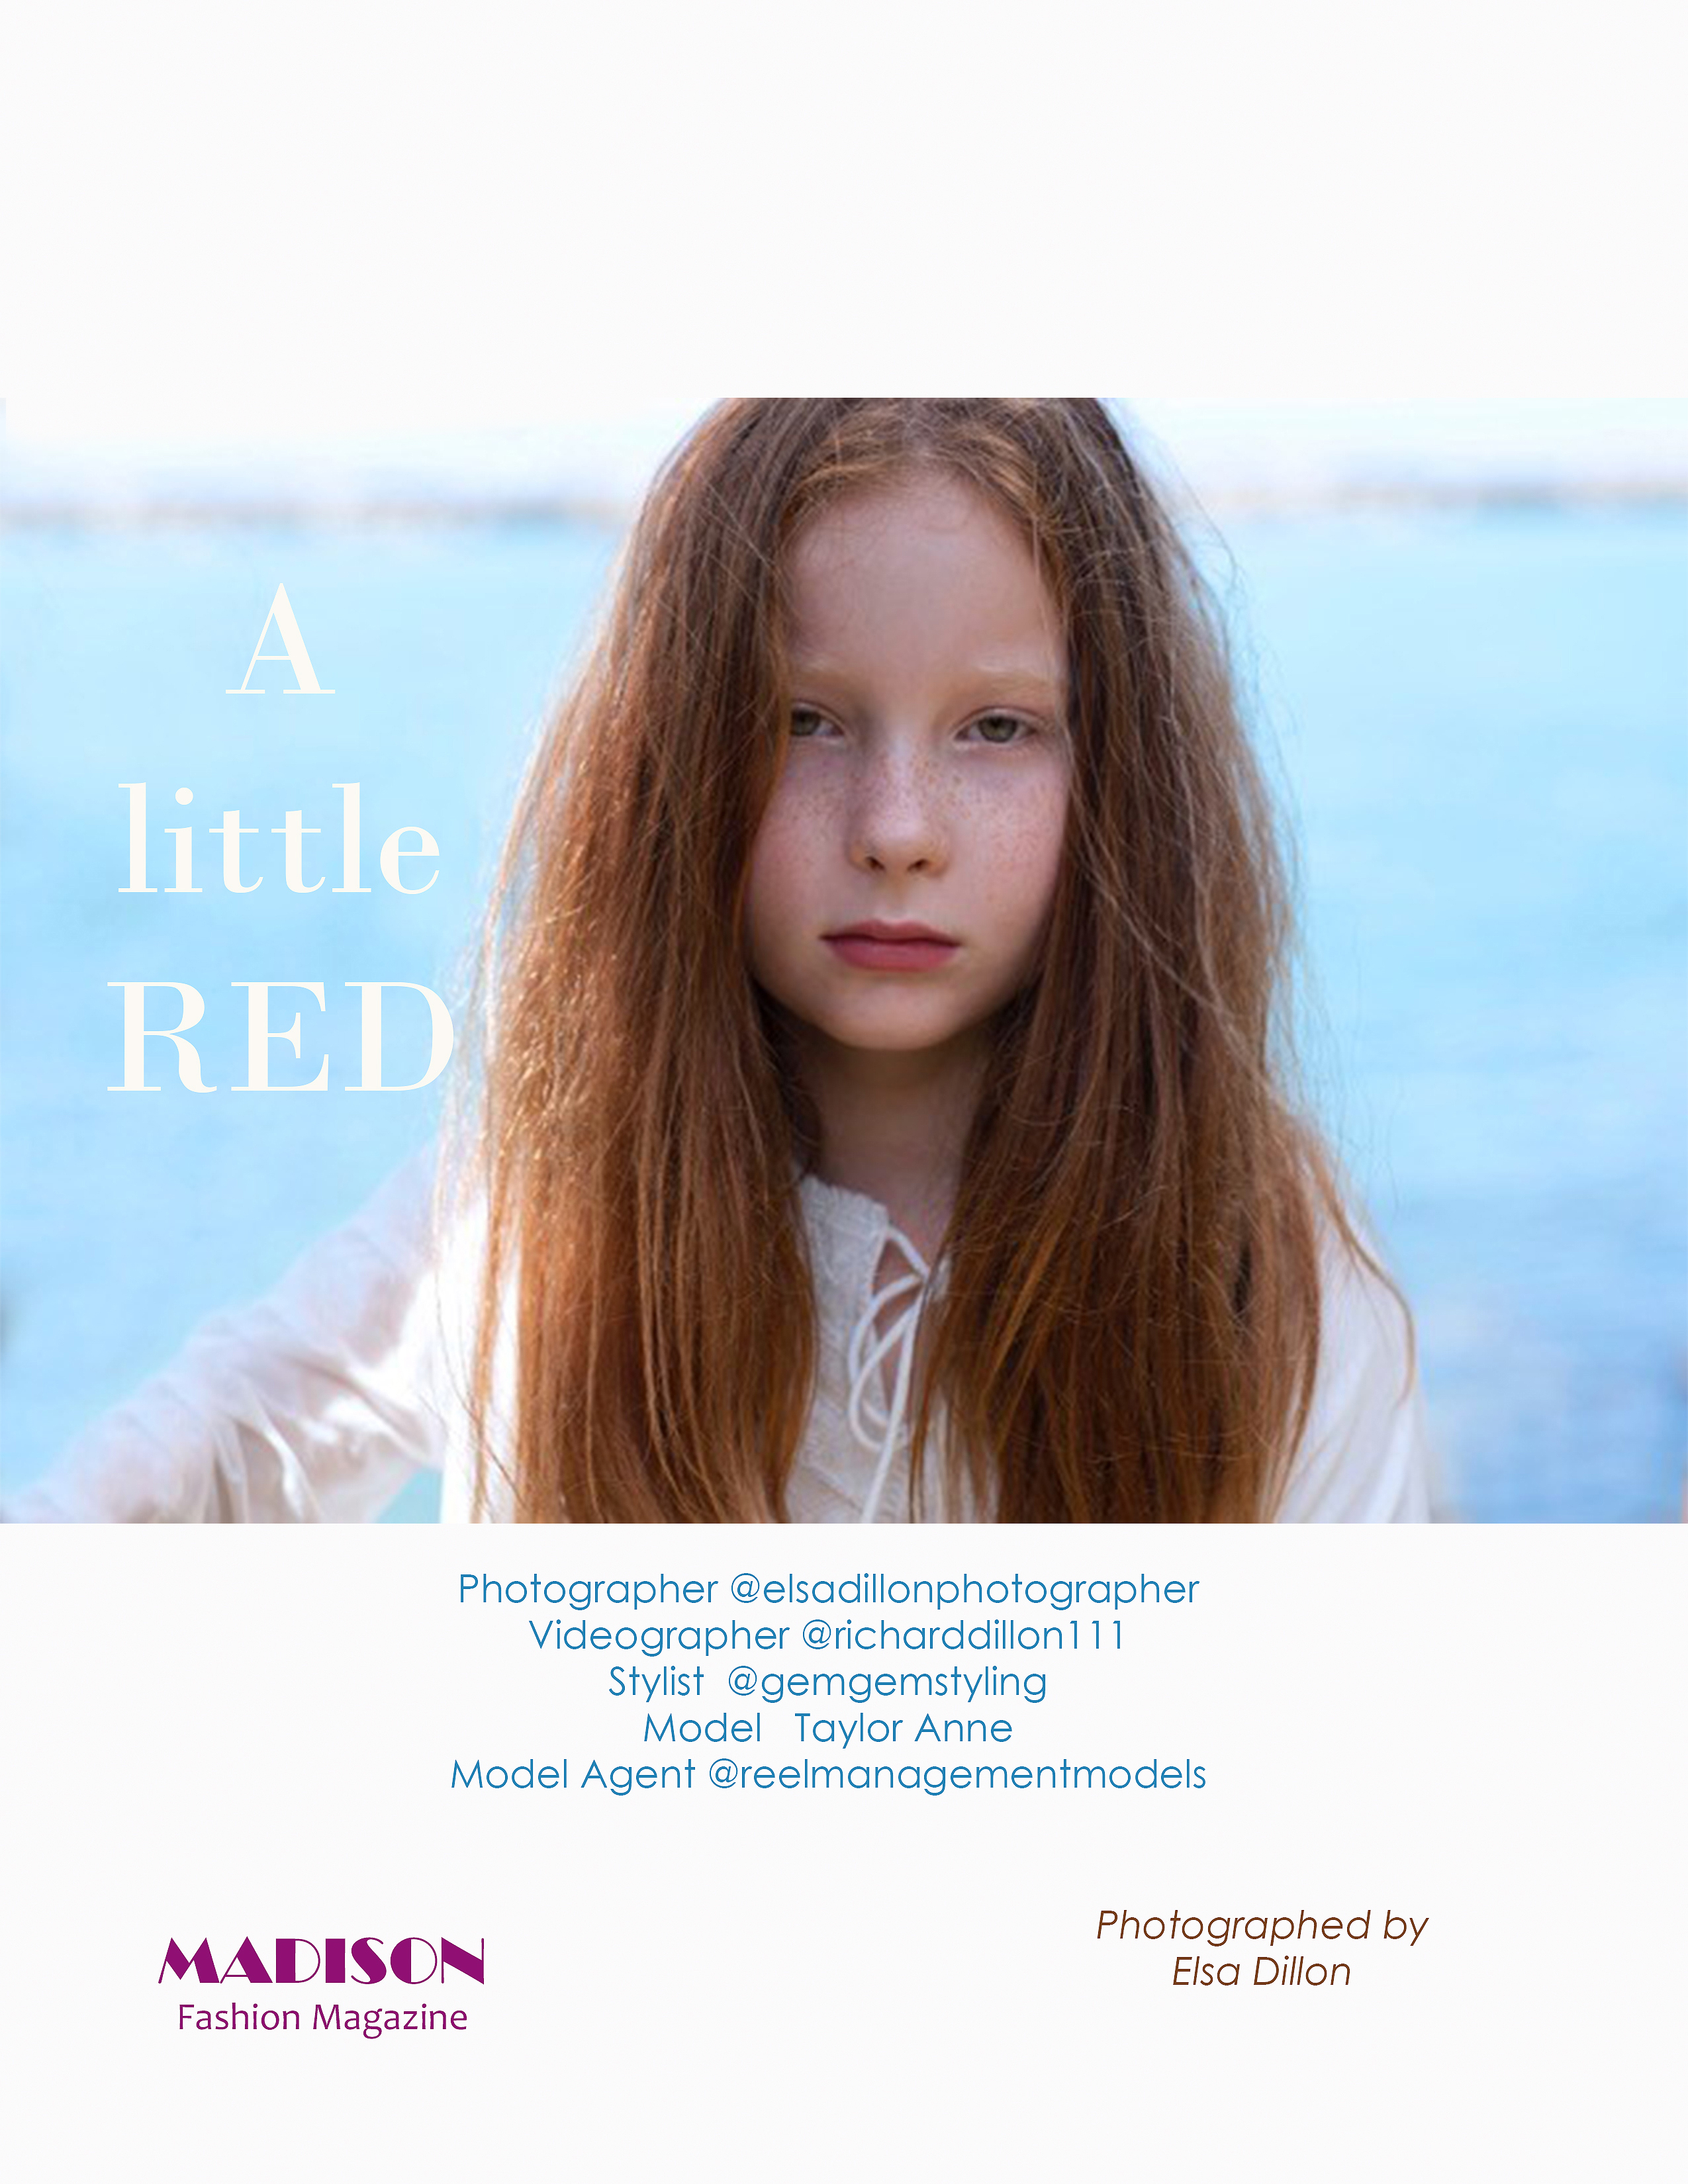 A
little
RED
Photographer @elsadillonphotographer
Videographer @richarddillon111
Stylist @gemgemstyling
Model Taylor Anne
Model Agent @reelmanagementmodels
Photographed by
Elsa Dillon
MADISON
Fashion Magazine